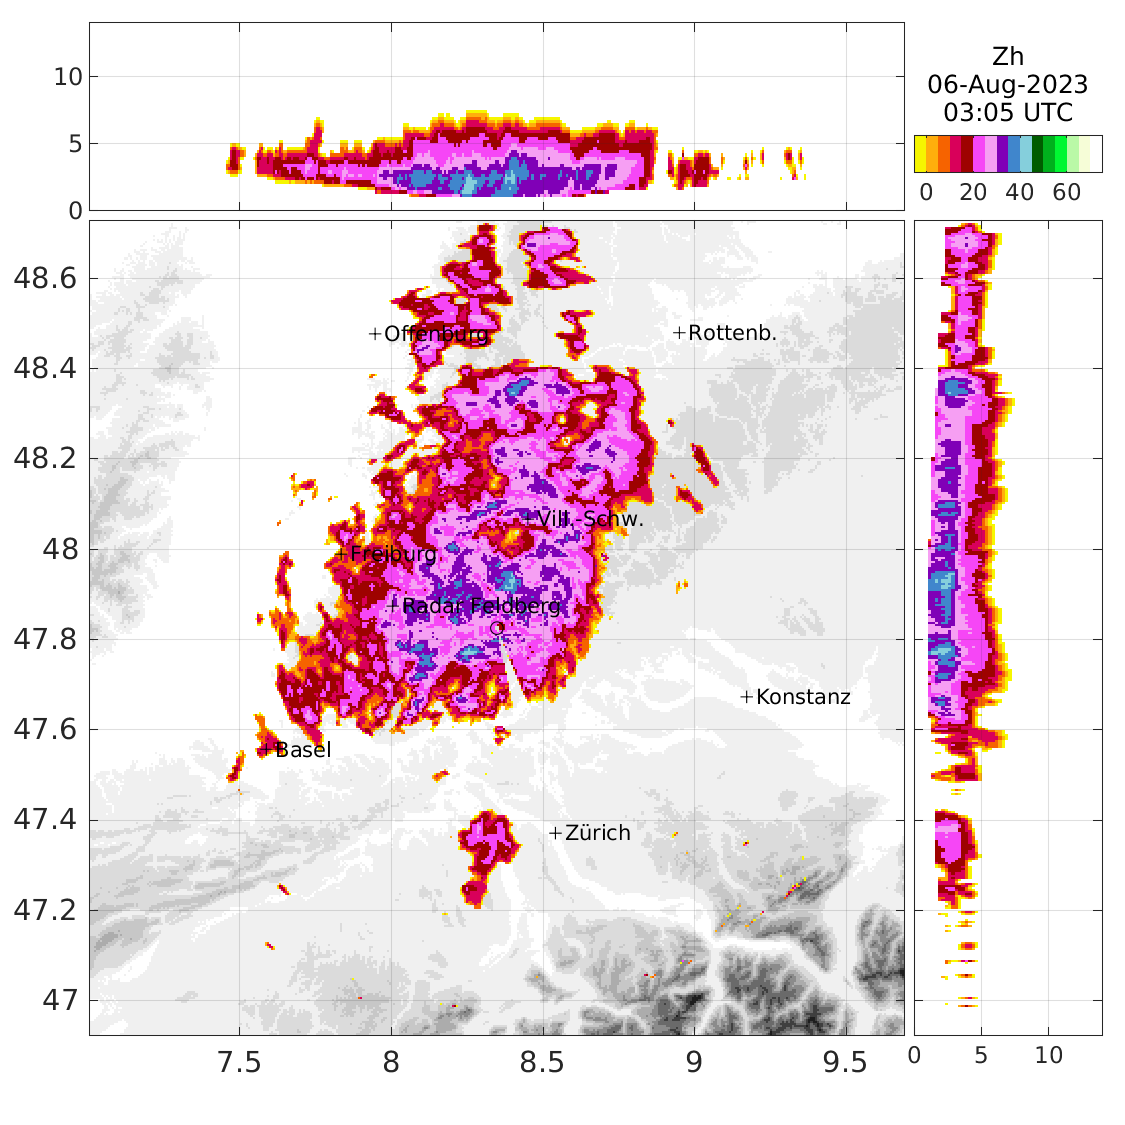 10
5
0
Zh
06-Aug-2023
03:05 UTC
0 20 40 60
48.6
48.4
48.2
48
47.8
47.6
47.4
47.2
47
+Offenburg
+Rottenb.
+Vill.-Schw.
+Freiburg
+Radar Feldberg
+Konstanz
+Basel
+Zürich
7.5 8 8.5 9 9.5
0 5 10